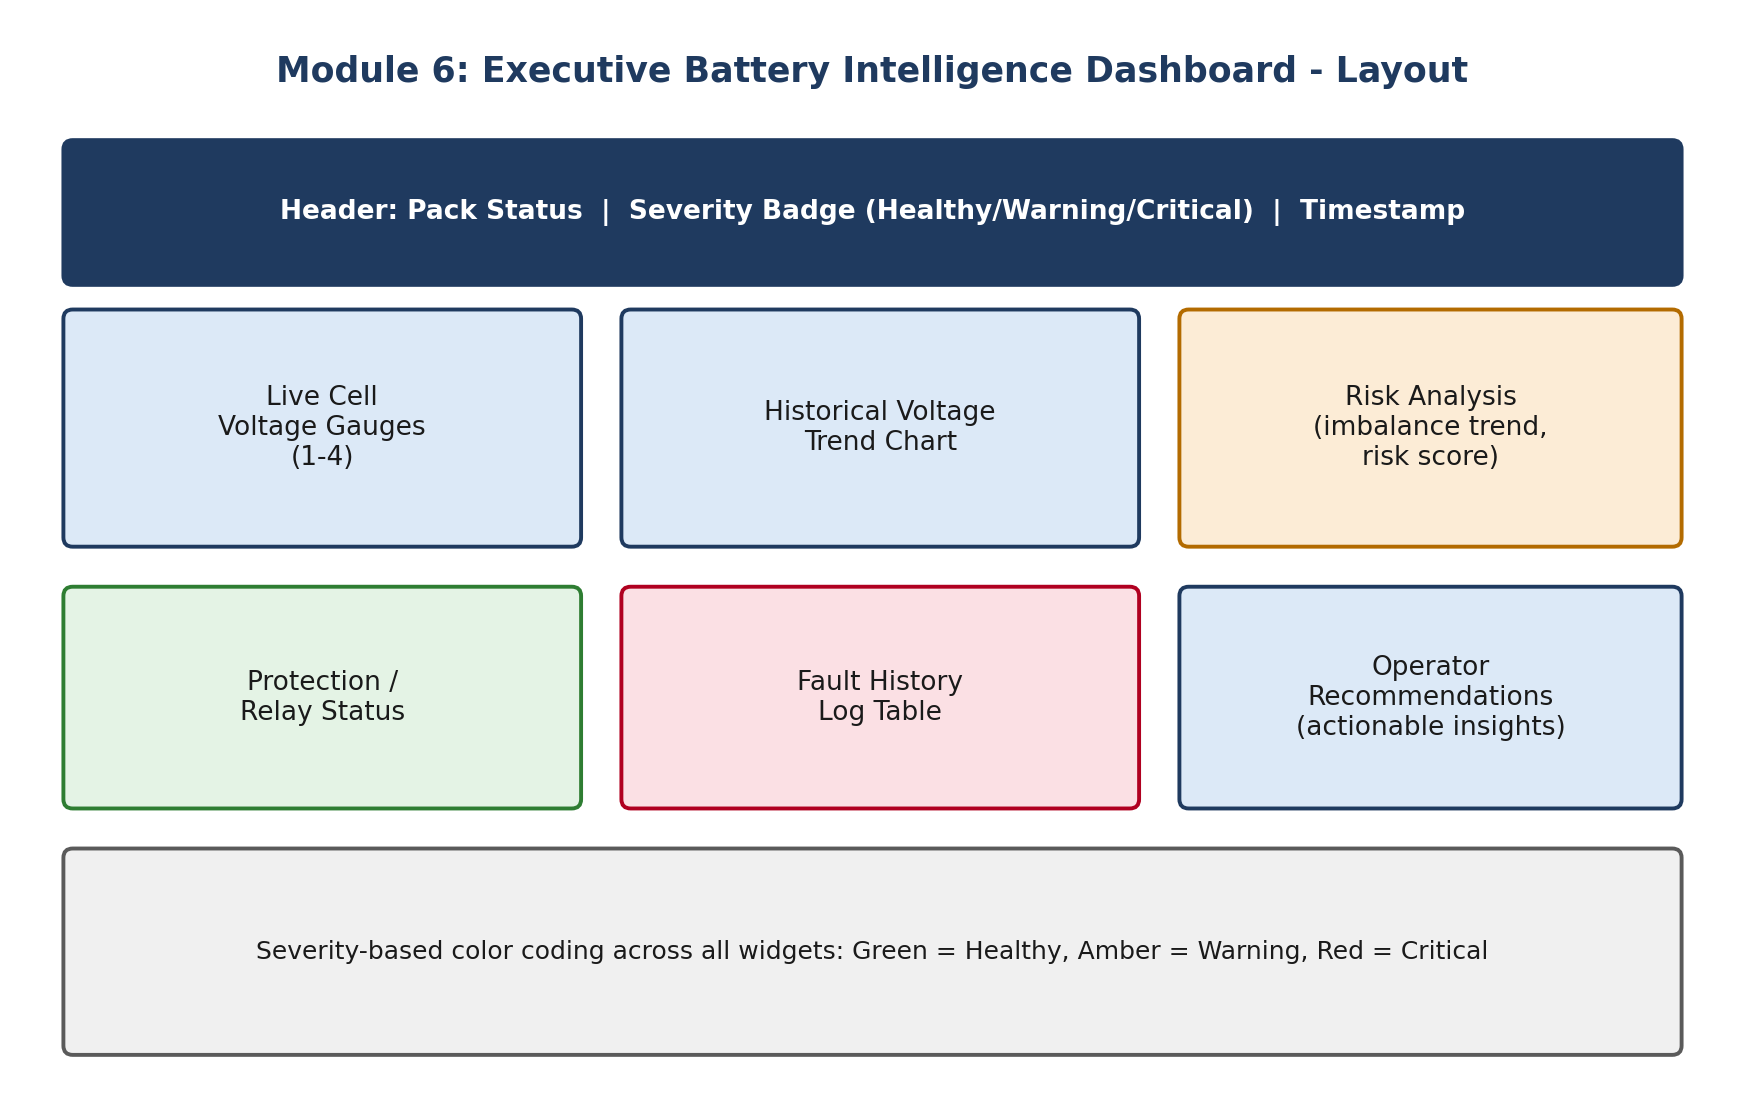 Module 6: Executive Battery Intelligence Dashboard - Layout
Header: Pack Status | Severity Badge (Healthy/Warning/Critical) | Timestamp
Live Cell
Voltage Gauges
(1-4)
Historical Voltage
Trend Chart
Risk Analysis
(imbalance trend,
risk score)
Protection /
Relay Status
Fault History
Log Table
Operator
Recommendations
(actionable insights)
Severity-based color coding across all widgets: Green = Healthy, Amber = Warning, Red = Critical